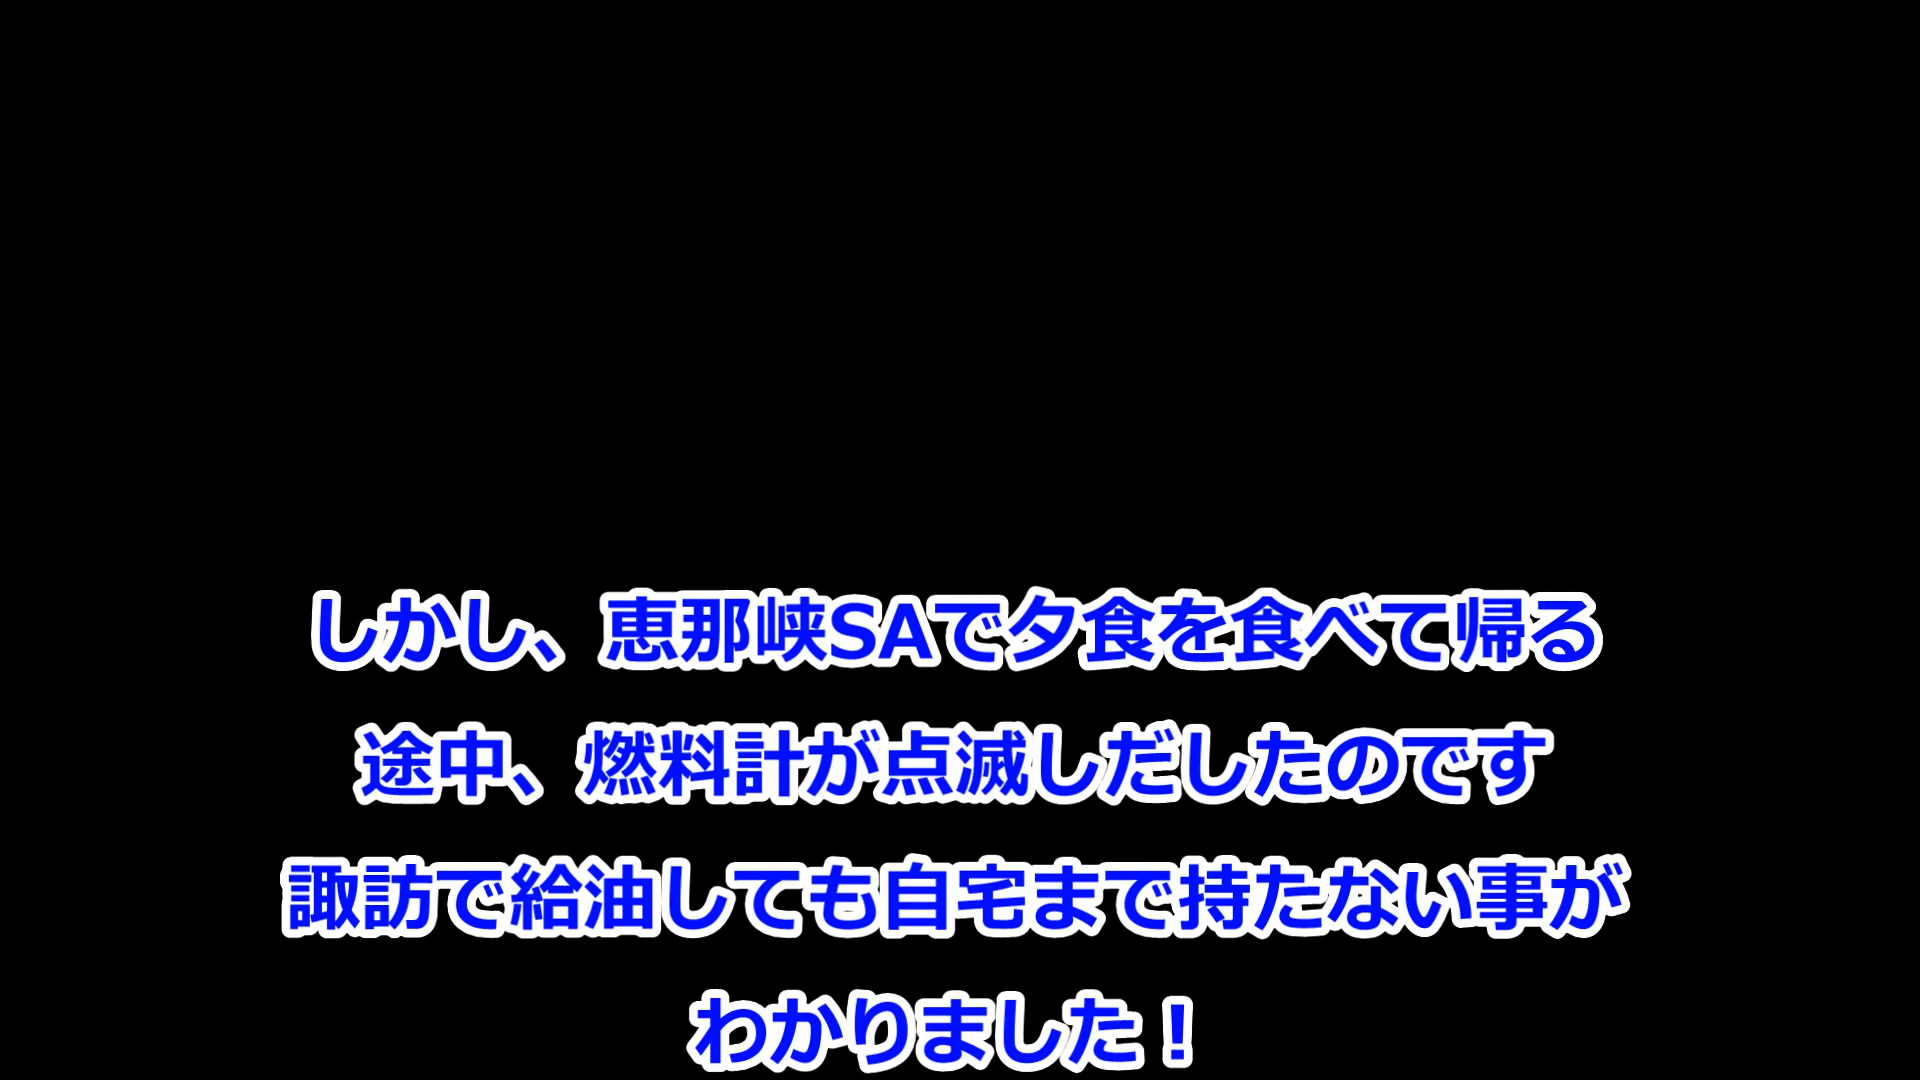 しかし、恵那峡SAで夕食を食べて帰る
途中、燃料計が点滅しだしたのです
諏訪で給油しても自宅まで持たない事が
わかりました！